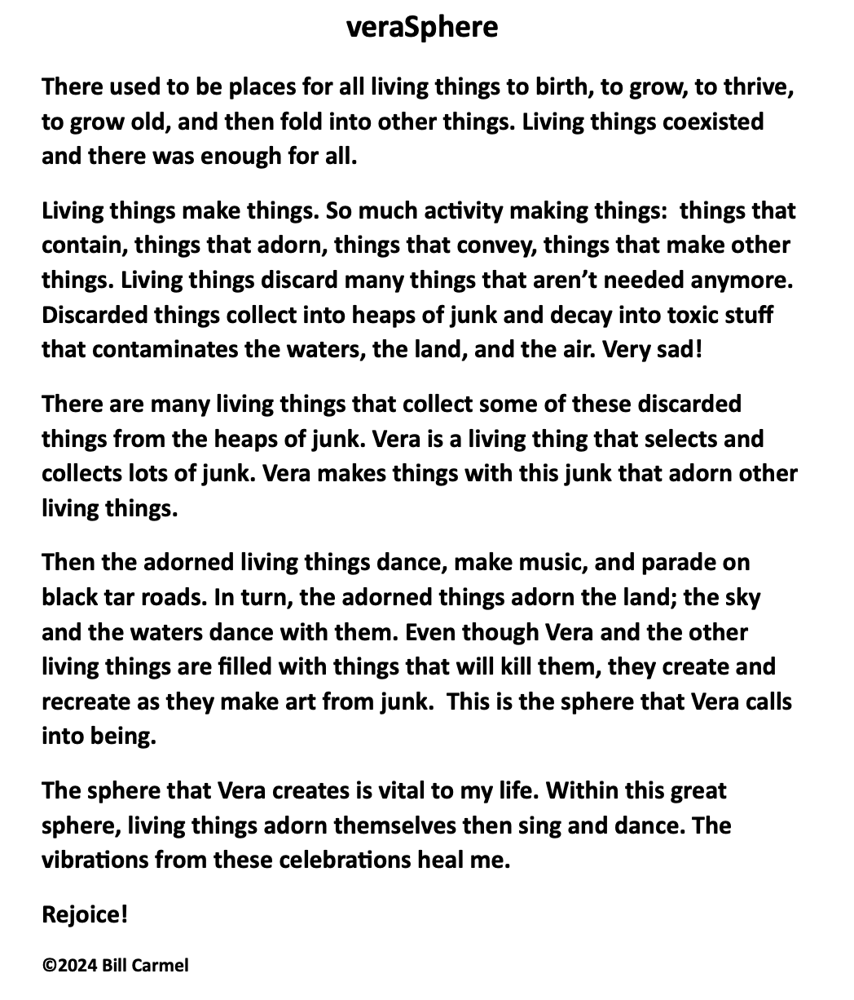 veraSphere
There used to be places for all living things to birth, to grow, to thrive,
to grow old, and then fold into other things. Living things coexisted
and there was enough for all.
Living things make things. So much activity making things:  things that
contain, things that adorn, things that convey, things that make other
things. Living things discard many things that aren’t needed anymore.
Discarded things collect into heaps of junk and decay into toxic stuff
that contaminates the waters, the land, and the air. Very sad!
There are many living things that collect some of these discarded
things from the heaps of junk. Vera is a living thing that selects and
collects lots of junk. Vera makes things with this junk that adorn other
living things.
Then the adorned living things dance, make music, and parade on
black tar roads. In turn, the adorned things adorn the land; the sky
and the waters dance with them. Even though Vera and the other
living things are filled with things that will kill them, they create and
recreate as they make art from junk.  This is the sphere that Vera calls
into being.
The sphere that Vera creates is vital to my life. Within this great
sphere, living things adorn themselves then sing and dance. The
vibrations from these celebrations heal me.
Rejoice!
©2024 Bill Carmel